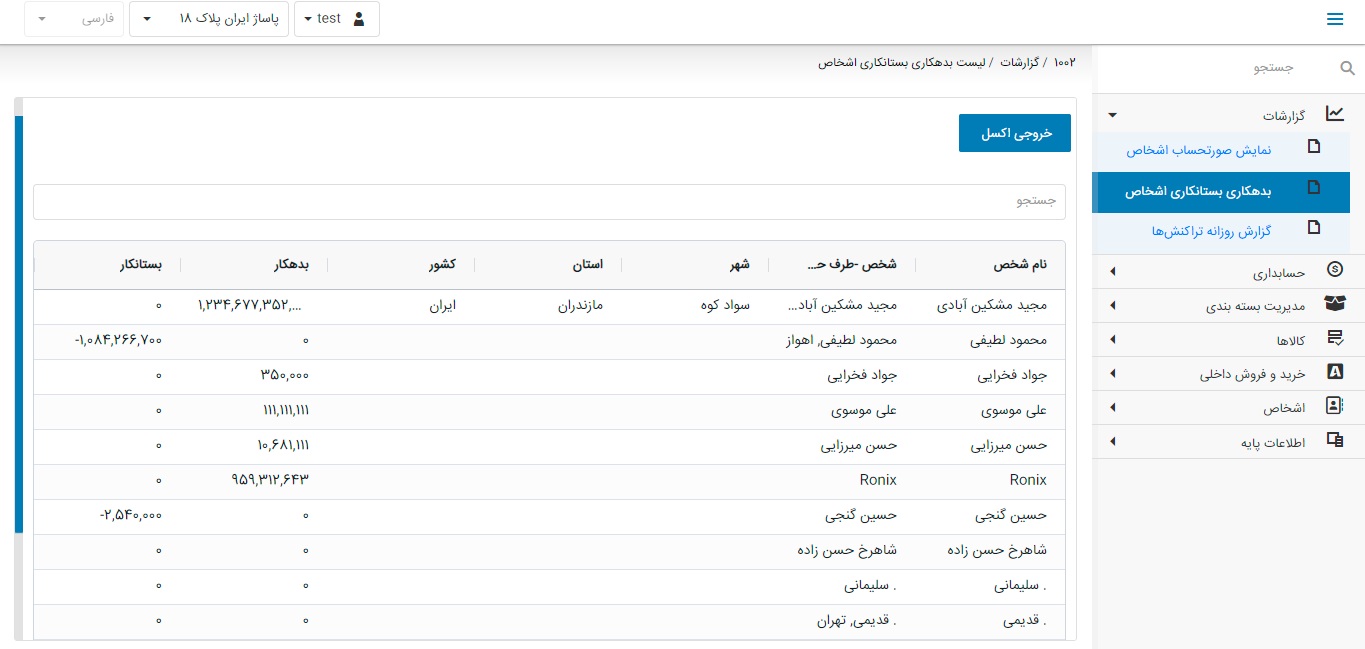 test
پاساژ ایران پلاک ۱۸
فارسی
جستجو
گزارشات
نمایش صورتحساب اشخاص
بدهکاری بستانکاری اشخاص
گزارش روزانه تراکنش‌ها
حسابداری
مدیریت بسته بندی
کالاها
خرید و فروش داخلی
اشخاص
اطلاعات پایه
۱۰۰۲ / گزارشات / لیست بدهکاری بستانکاری اشخاص
خروجی اکسل
جستجو
نام شخص شخص -طرف ح... شهر استان کشور بدهکار بستانکار
مجید مشکین آبادی مجید مشکین آباد... سواد کوه مازندران ایران ۱,۲۳۴,۶۷۷,۳۵۲,... ۰
محمود لطیفی محمود لطیفی, اهواز ۰ -۱,۰۸۴,۲۶۶,۷۰۰
جواد فخرایی جواد فخرایی ۳۵۰,۰۰۰ ۰
علی موسوی علی موسوی ۱۱۱,۱۱۱,۱۱۱ ۰
حسن میرزایی حسن میرزایی ۱۰,۶۸۱,۱۱۱ ۰
Ronix Ronix ۹۵۹,۳۱۲,۶۴۳ ۰
حسین گنجی حسین گنجی ۰ -۲,۵۴۰,۰۰۰
شاهرخ حسن زاده شاهرخ حسن زاده ۰ ۰
. سلیمانی . سلیمانی ۰ ۰
. قدیمی . قدیمی, تهران ۰ ۰